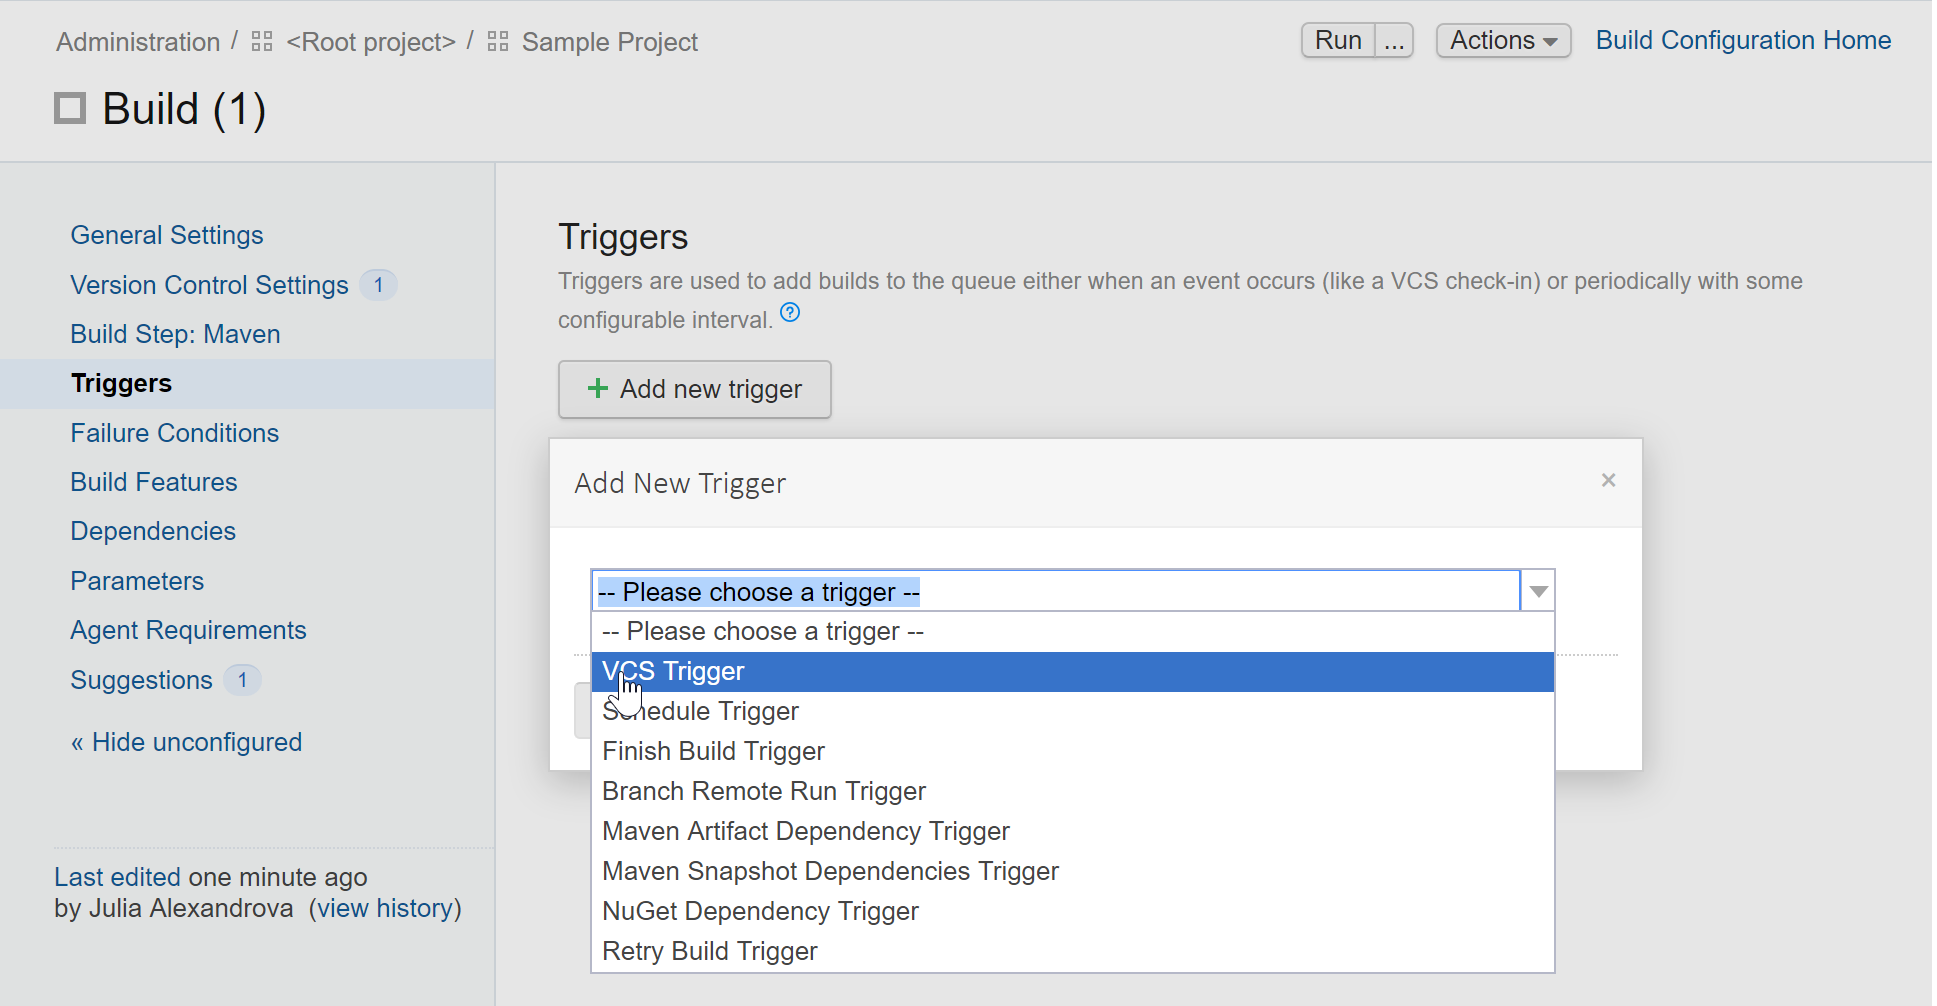 Administration / <Root project> / Sample Project
Run ... Actions Build Configuration Home
Build (1)
General Settings
Version Control Settings 1
Build Step: Maven
Triggers
Failure Conditions
Build Features
Dependencies
Parameters
Agent Requirements
Suggestions 1
« Hide unconfigured
Last edited one minute ago
by Julia Alexandrova (view history)
Triggers
Triggers are used to add builds to the queue either when an event occurs (like a VCS check-in) or periodically with some
configurable interval. ?
+ Add new trigger
Add New Trigger ×
-- Please choose a trigger --
-- Please choose a trigger --
VCS Trigger
Schedule Trigger
Finish Build Trigger
Branch Remote Run Trigger
Maven Artifact Dependency Trigger
Maven Snapshot Dependencies Trigger
NuGet Dependency Trigger
Retry Build Trigger